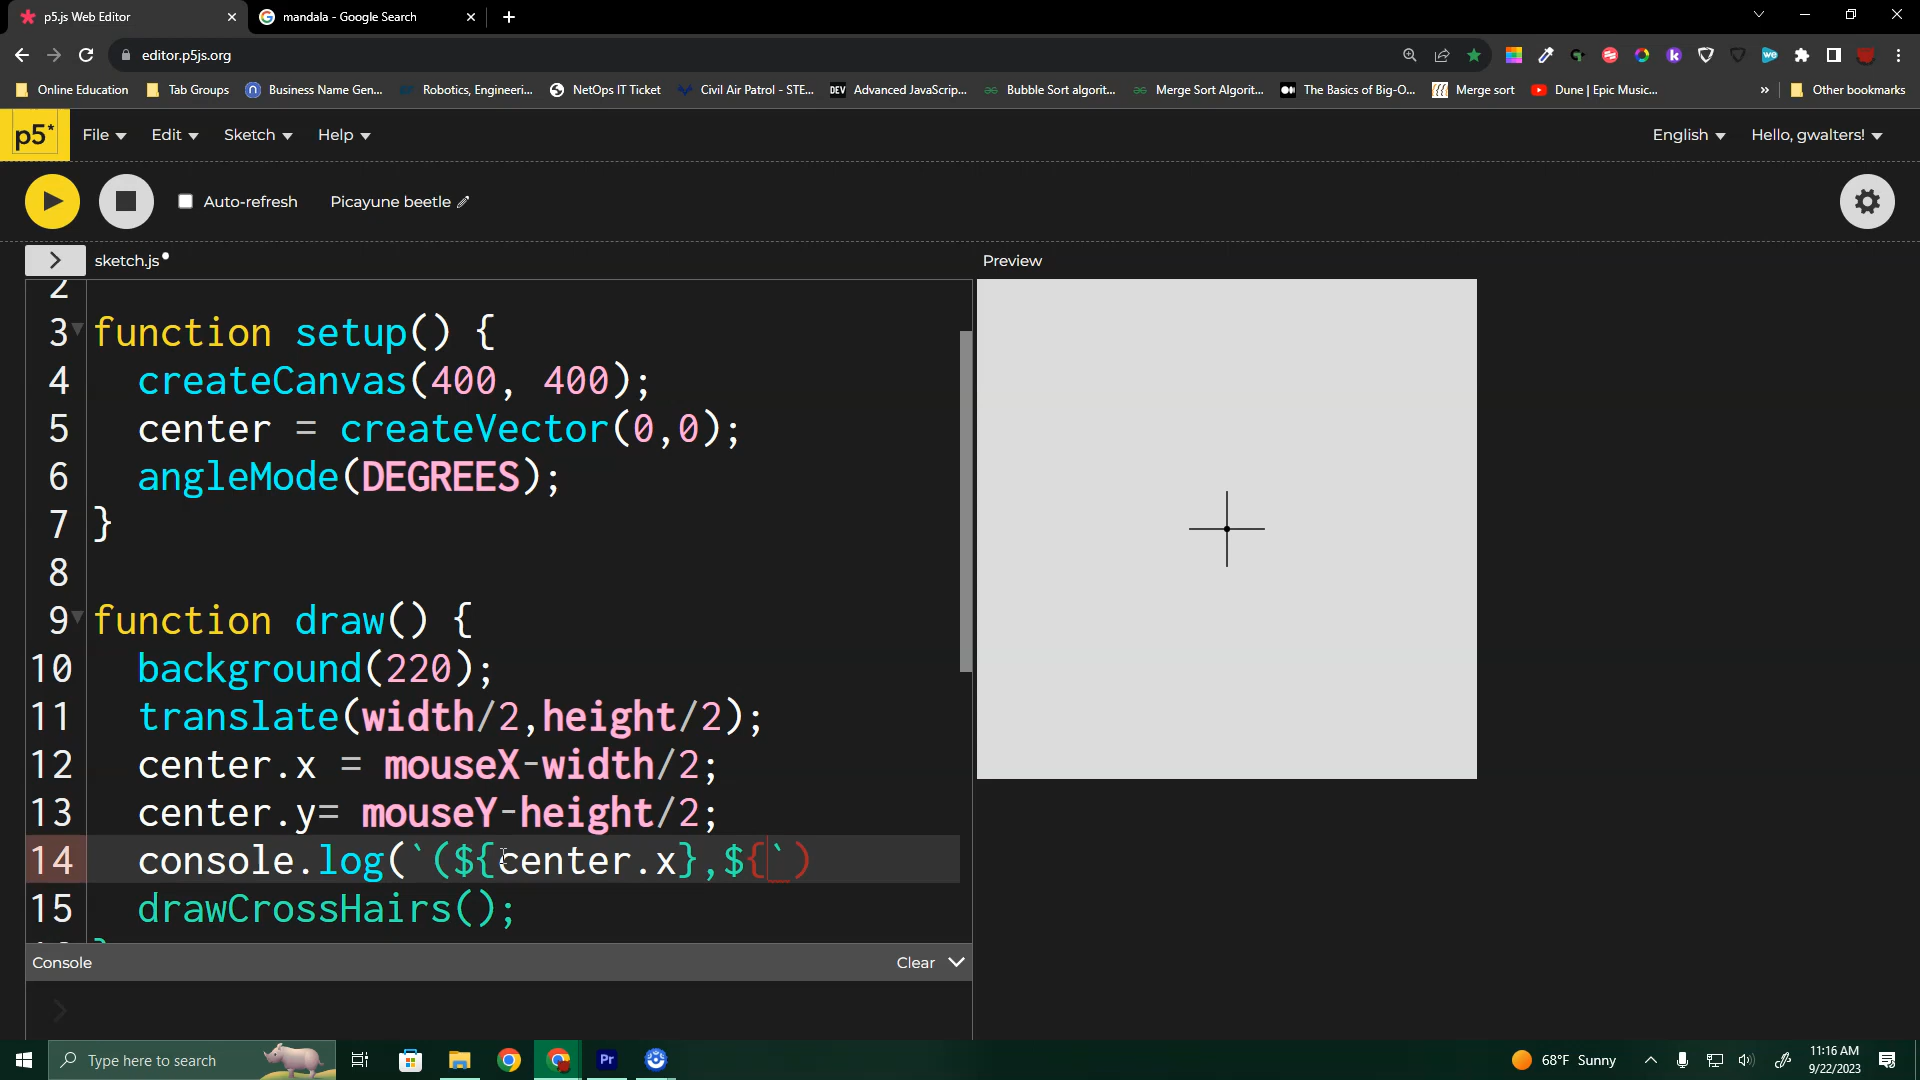 p5.js Web Editor
mandala - Google Search
editor.p5js.org
Online Education
Tab Groups
Business Name Gen...
Robotics, Engineeri...
NetOps IT Ticket
Civil Air Patrol - STE...
DEV Advanced JavaScrip...
Bubble Sort algorit...
Merge Sort Algorit...
The Basics of Big-O...
Merge sort
Dune | Epic Music...
»
Other bookmarks
p5*
File
Edit
Sketch
Help
English
Hello, gwalters!
Auto-refresh
Picayune beetle
> sketch.js
Preview
2
3 function setup() {
4 createCanvas(400, 400);
5 center = createVector(0,0);
6 angleMode(DEGREES);
7 }
8
9 function draw() {
10 background(220);
11 translate(width/2,height/2);
12 center.x = mouseX-width/2;
13 center.y= mouseY-height/2;
14 console.log(`(${center.x},${`)
15 drawCrossHairs();
}
Console
Clear
>
Type here to search
Pr
68°F Sunny
11:16 AM
9/22/2023